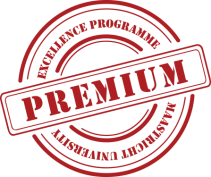 EXCELLENCE PROGRAMME
PREMIUM
MAASTRICHT UNIVERSITY